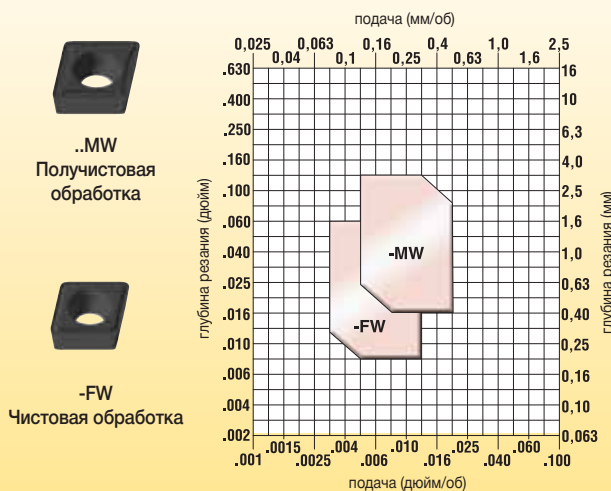 подача (мм/об)
0,025 0,063 0,16 0,4 1,0 2,5
0,04 0,1 0,25 0,63 1,6
..MW
Получистовая
обработка
-FW
Чистовая обработка
глубина резания (дюйм)
.630
.400
.250
.160
.100
.060
.040
.025
.016
.010
.006
.004
.002
-MW
-FW
16
10
6,3
4,0
2,5
1,6
1,0
0,63
0,40
0,25
0,16
0,10
0,063
глубина резания (мм)
.0015 .004 .010 .025 .060
.001 .0025 .006 .016 .040 .100
подача (дюйм/об)